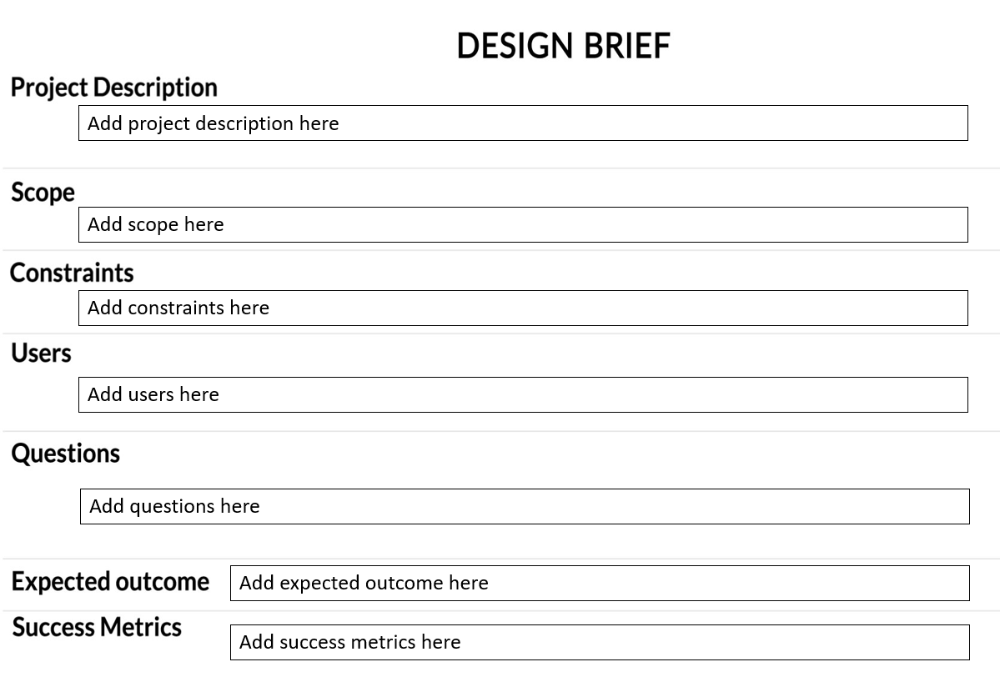 DESIGN BRIEF
Project Description
Add project description here
Scope
Add scope here
Constraints
Add constraints here
Users
Add users here
Questions
Add questions here
Expected outcome
Add expected outcome here
Success Metrics
Add success metrics here